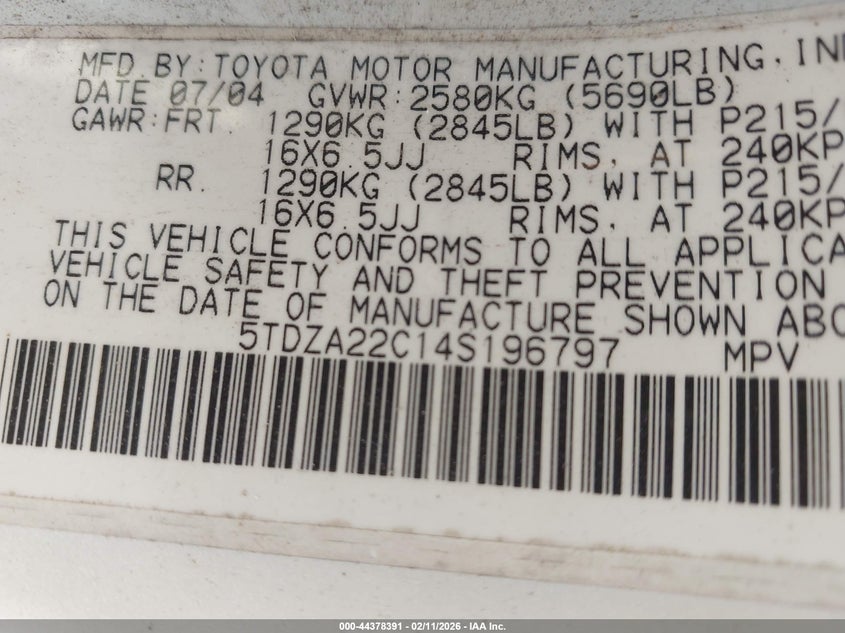 MFD. BY: TOYOTA MOTOR MANUFACTURING, IN
DATE 07/04 GVWR: 2580KG (5690LB)
GAWR: FRT. 1290KG (2845LB) WITH P215/
16X6.5JJ RIMS, AT 240KP
RR. 1290KG (2845LB) WITH P215/
16X6.5JJ RIMS, AT 240KP
THIS VEHICLE CONFORMS TO ALL APPLICA
VEHICLE SAFETY AND THEFT PREVENTION
ON THE DATE OF MANUFACTURE SHOWN ABO
5TDZA22C14S196797 MPV
000-44378391 - 02/11/2026 - IAA Inc.